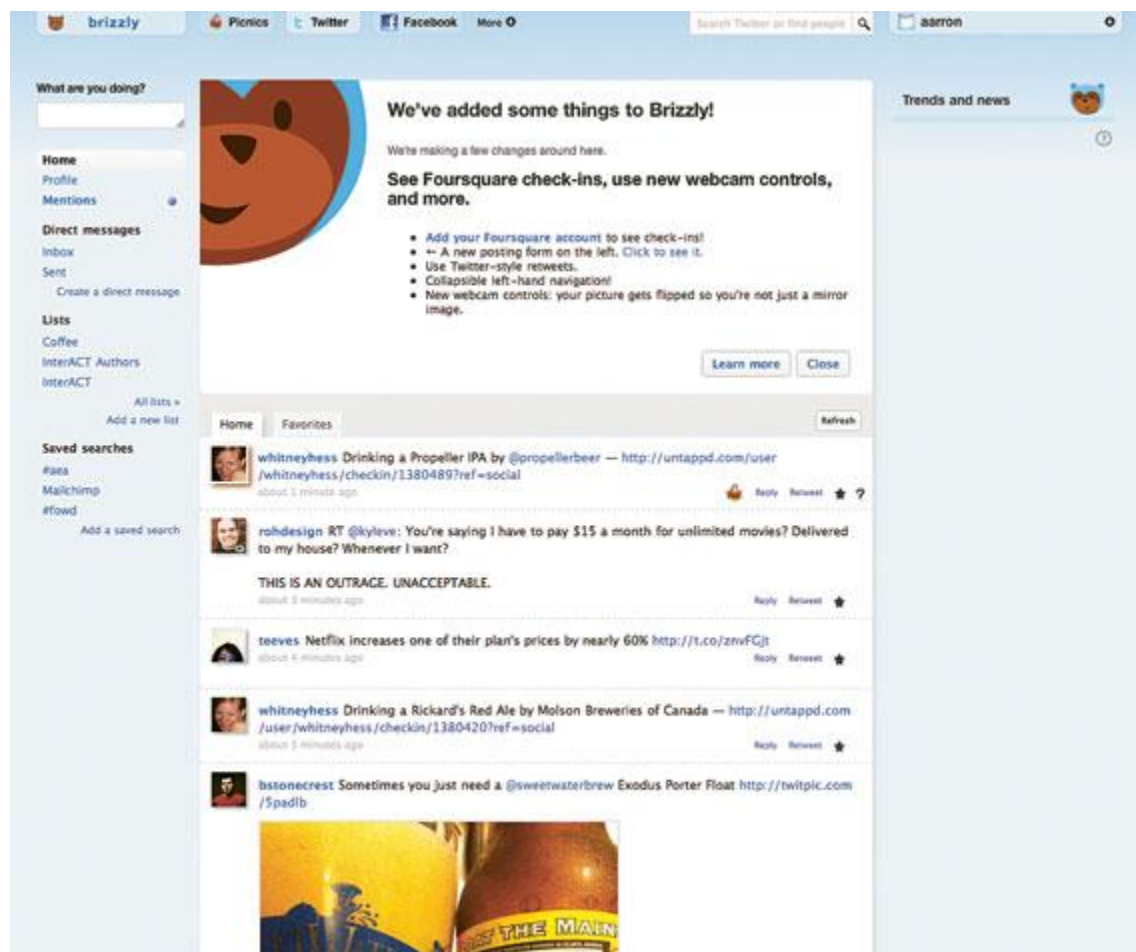 brizzly
Picnics
Twitter
Facebook
More
Search Twitter or find people
aarron
What are you doing?
Home
Profile
Mentions
Direct messages
Inbox
Sent
Create a direct message
Lists
Coffee
InterACT Authors
InterACT
All lists »
Add a new list
Saved searches
#aea
Mailchimp
#fowd
Add a saved search
We've added some things to Brizzly!
We're making a few changes around here.
See Foursquare check-ins, use new webcam controls,
and more.
• Add your Foursquare account to see check-ins!
• ← A new posting form on the left. Click to see it.
• Use Twitter-style retweets.
• Collapsible left-hand navigation!
• New webcam controls: your picture gets flipped so you're not just a mirror
image.
Learn more
Close
Home
Favorites
Refresh
whitneyhess Drinking a Propeller IPA by @propellerbeer — http://untappd.com/user
/whitneyhess/checkin/1380489?ref=social
about 1 minute ago
Reply Retweet ?
rohdesign RT @kyleve: You're saying I have to pay $15 a month for unlimited movies? Delivered
to my house? Whenever I want?
THIS IS AN OUTRAGE. UNACCEPTABLE.
about 3 minutes ago
Reply Retweet
teeves Netflix increases one of their plan's prices by nearly 60% http://t.co/znvFGJt
about 4 minutes ago
Reply Retweet
whitneyhess Drinking a Rickard's Red Ale by Molson Breweries of Canada — http://untappd.com
/user/whitneyhess/checkin/1380420?ref=social
about 5 minutes ago
Reply Retweet
bstonecrest Sometimes you just need a @sweetwaterbrew Exodus Porter Float http://twitpic.com
/5padlb
THE MAIN
Trends and news
?